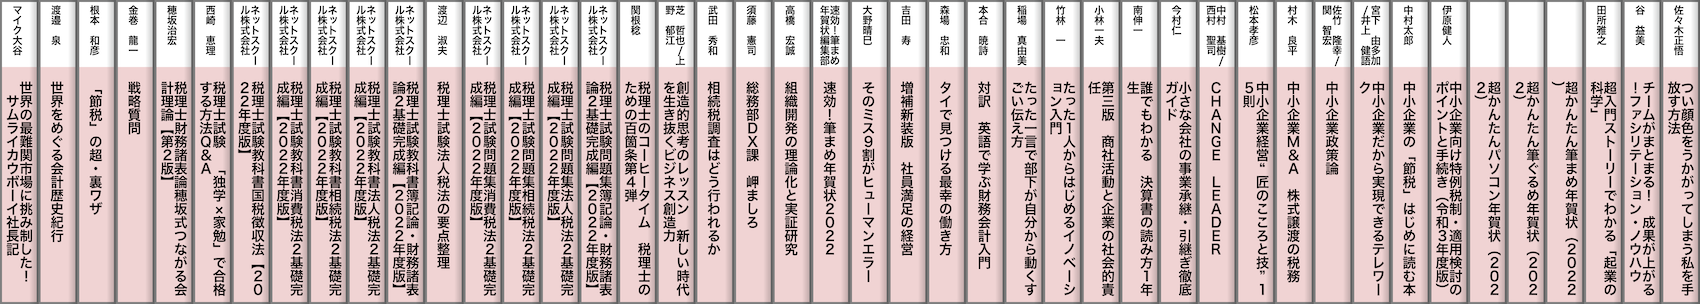 佐々木正悟
つい顔色をうかがってしまう私を手
放す方法
谷　益美
チームがまとまる！　成果が上がる
！ファシリテーション・ノウハウ
田所雅之
超入門ストーリーでわかる「起業の
科学」
超かんたん筆まめ年賀状（2022
）
超かんたん筆ぐるめ年賀状（202
2）
超かんたんパソコン年賀状（202
2）
伊原健人
中小企業向け特例税制・適用検討の
ポイントと手続き（令和3年度版）
中村太郎
中小企業の「節税」はじめに読む本
宮下　由多加
/井上　健語
中小企業だから実現できるテレワー
ク
佐竹　隆幸/
関　智宏
中小企業政策論
村木　良平
中小企業M&A　株式譲渡の税務
松本孝彦
中小企業経営“匠のこころと技”1
5則
中村　基樹/
西村　聖司
CHANGE　LEADER
今村仁
小さな会社の事業承継・引継ぎ徹底
ガイド
南伸一
誰でもわかる　決算書の読み方1年
生
小林一夫
第三版　商社活動と企業の社会的責
任
竹林　一
たった1人からはじめるイノベーシ
ョン入門
稲場　真由美
たった一言で部下が自分から動くす
ごい伝え方
本合　暁詩
対訳　英語で学ぶ財務会計入門
森場　忠和
タイで見つける最幸の働き方
吉田　寿
増補新装版　社員満足の経営
大野晴巳
そのミス9割がヒューマンエラー
速効！筆まめ
年賀状編集部
速効！筆まめ年賀状2022
高橋　宏誠
組織開発の理論化と実証研究
須藤　憲司
総務部DX課　岬ましろ
武田　秀和
相続税調査はどう行われるか
芝　哲也/上
野　郁江
創造的思考のレッスン　新しい時代
を生き抜くビジネス創造力
関根稔
税理士のコーヒータイム　税理士の
ための百箇条第4弾
ネットスクー
ル株式会社
税理士試験問題集簿記論・財務諸表
論2基礎完成編【2022年度版】
ネットスクー
ル株式会社
税理士試験問題集法人税法2基礎完
成編【2022年度版】
ネットスクー
ル株式会社
税理士試験問題集相続税法2基礎完
成編【2022年度版】
ネットスクー
ル株式会社
税理士試験問題集消費税法2基礎完
成編【2022年度版】
渡辺　淑夫
税理士試験法人税法の要点整理
ネットスクー
ル株式会社
税理士試験教科書簿記論・財務諸表
論2基礎完成編【2022年度版】
ネットスクー
ル株式会社
税理士試験教科書法人税法2基礎完
成編【2022年度版】
ネットスクー
ル株式会社
税理士試験教科書相続税法2基礎完
成編【2022年度版】
ネットスクー
ル株式会社
税理士試験教科書消費税法2基礎完
成編【2022年度版】
ネットスクー
ル株式会社
税理士試験教科書国税徴収法【20
22年度版】
西崎　恵理
税理士試験　「独学×家勉」で合格
する方法Q&A
穂坂治宏
税理士財務諸表論穂坂式つながる会
計理論【第2版】
金巻　龍一
戦略質問
根本　和彦
「節税」の超・裏ワザ
渡邉　泉
世界をめぐる会計歴史紀行
マイク大谷
世界の最難関市場に挑み制した！
サムライカウボーイ社長記